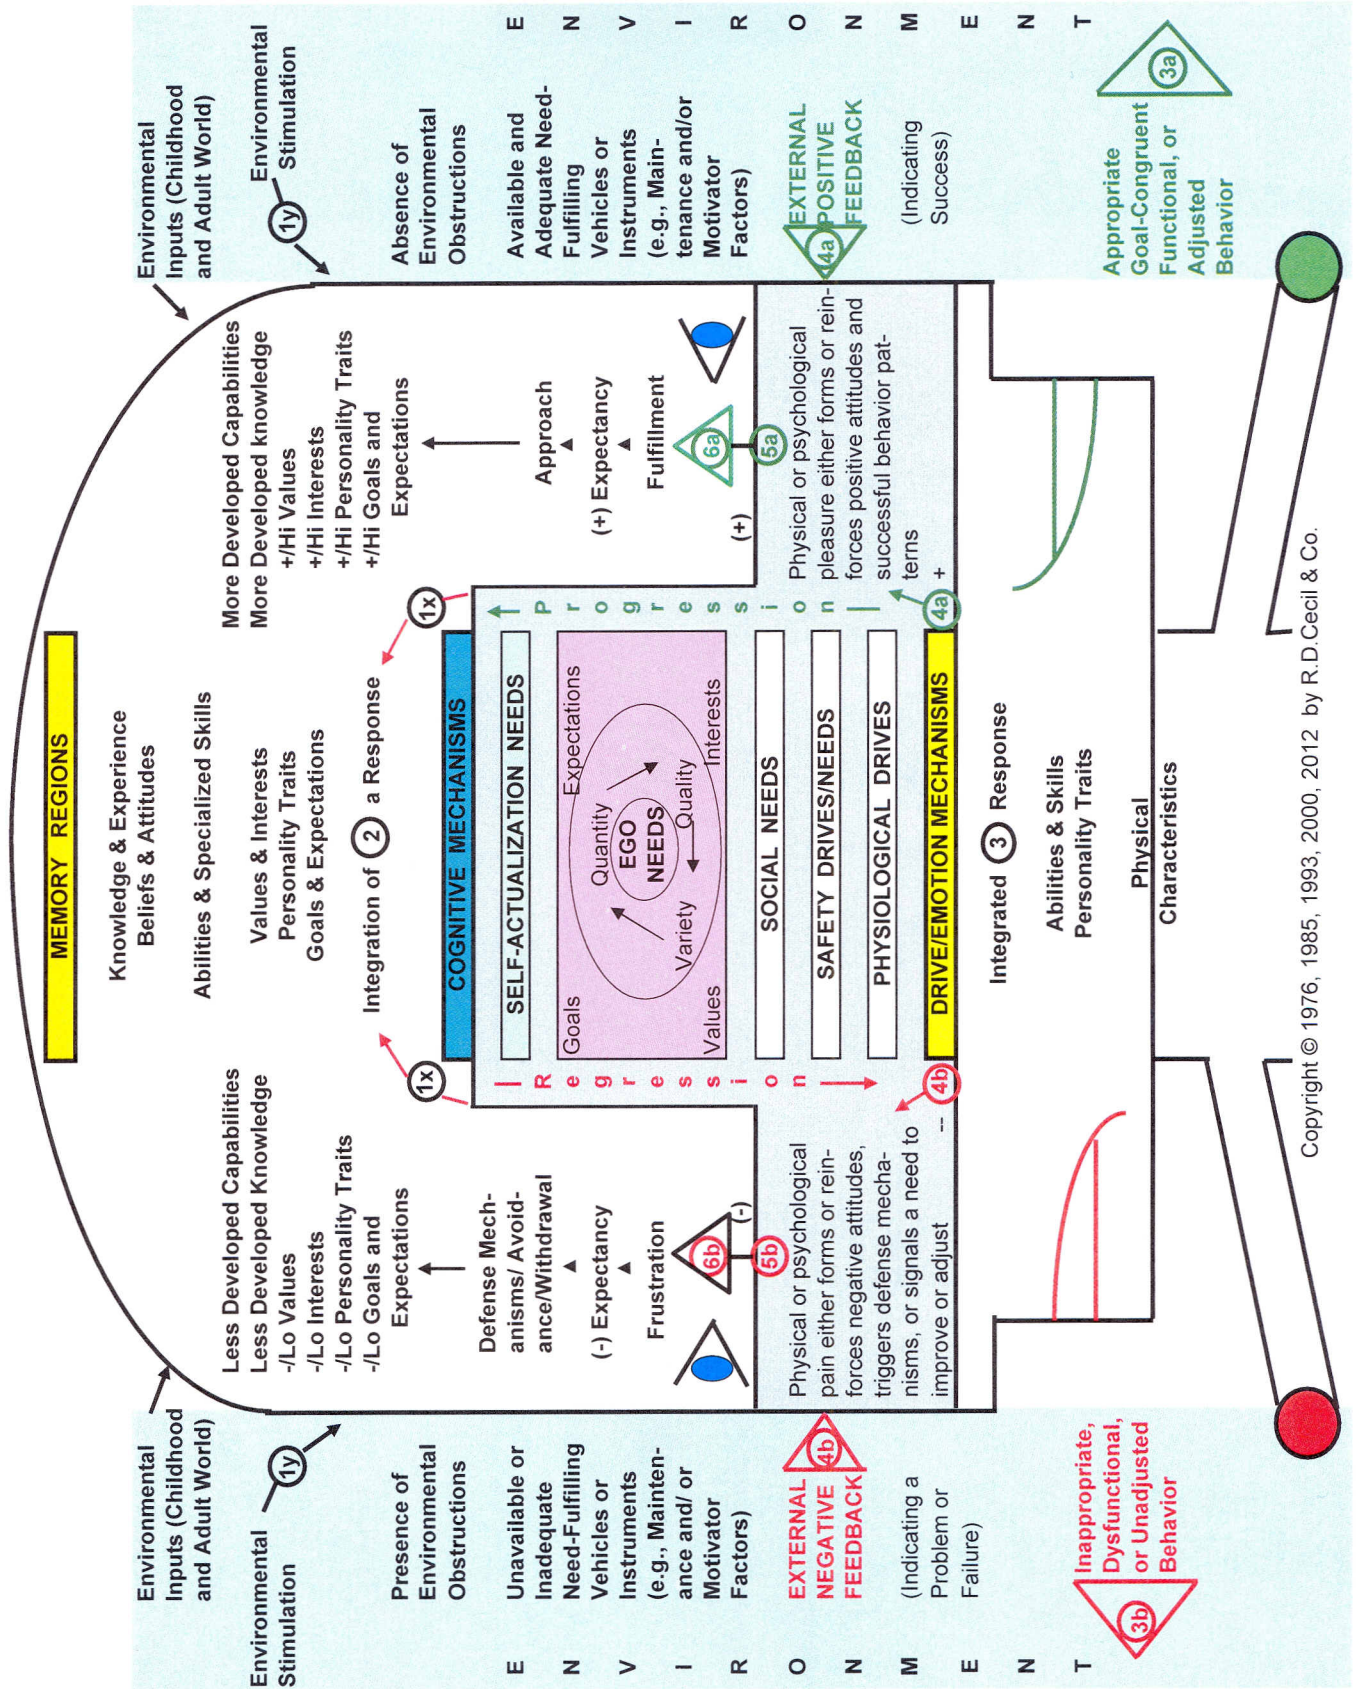 Environmental
Inputs (Childhood
and Adult World)
1y
Environmental
Stimulation
Presence of
Environmental
Obstructions
Unavailable or
Inadequate
Need-Fulfilling
Vehicles or
Instruments
(e.g., Mainten-
ance and/ or
Motivator
Factors)
EXTERNAL
NEGATIVE
FEEDBACK
4b
(Indicating a
Problem or
Failure)
Inappropriate,
Dysfunctional,
or Unadjusted
Behavior
3b
E
N
V
I
R
O
N
M
E
N
T
Less Developed Capabilities
Less Developed Knowledge
-/Lo Values
-/Lo Interests
-/Lo Personality Traits
-/Lo Goals and
Expectations
Defense Mech-
anisms/ Avoid-
ance/Withdrawal
(-) Expectancy
Frustration
6b
(-)
5b
Physical or psychological
pain either forms or rein-
forces negative attitudes,
triggers defense mecha-
nisms, or signals a need to
improve or adjust
--
4b
MEMORY REGIONS
Knowledge & Experience
Beliefs & Attitudes
Abilities & Specialized Skills
Values & Interests
Personality Traits
Goals & Expectations
Integration of 2 a Response
1x
1x
COGNITIVE MECHANISMS
SELF-ACTUALIZATION NEEDS
Regression
Goals
Expectations
Quantity
EGO
NEEDS
Variety
Quality
Values
Interests
Progression
SOCIAL NEEDS
SAFETY DRIVES/NEEDS
PHYSIOLOGICAL DRIVES
DRIVE/EMOTION MECHANISMS
Integrated 3 Response
Abilities & Skills
Personality Traits
Physical
Characteristics
More Developed Capabilities
More Developed knowledge
+/Hi Values
+/Hi Interests
+/Hi Personality Traits
+/Hi Goals and
Expectations
Approach
(+) Expectancy
Fulfillment
6a
(+)
5a
Physical or psychological
pleasure either forms or rein-
forces positive attitudes and
successful behavior pat-
terns
+
4a
Environmental
Inputs (Childhood
and Adult World)
1y
Environmental
Stimulation
Absence of
Environmental
Obstructions
Available and
Adequate Need-
Fulfilling
Vehicles or
Instruments
(e.g., Main-
tenance and/or
Motivator
Factors)
EXTERNAL
POSITIVE
FEEDBACK
4a
(Indicating
Success)
Appropriate
Goal-Congruent
Functional, or
Adjusted
Behavior
3a
E
N
V
I
R
O
N
M
E
N
T
Copyright © 1976, 1985, 1993, 2000, 2012 by R.D.Cecil & Co.